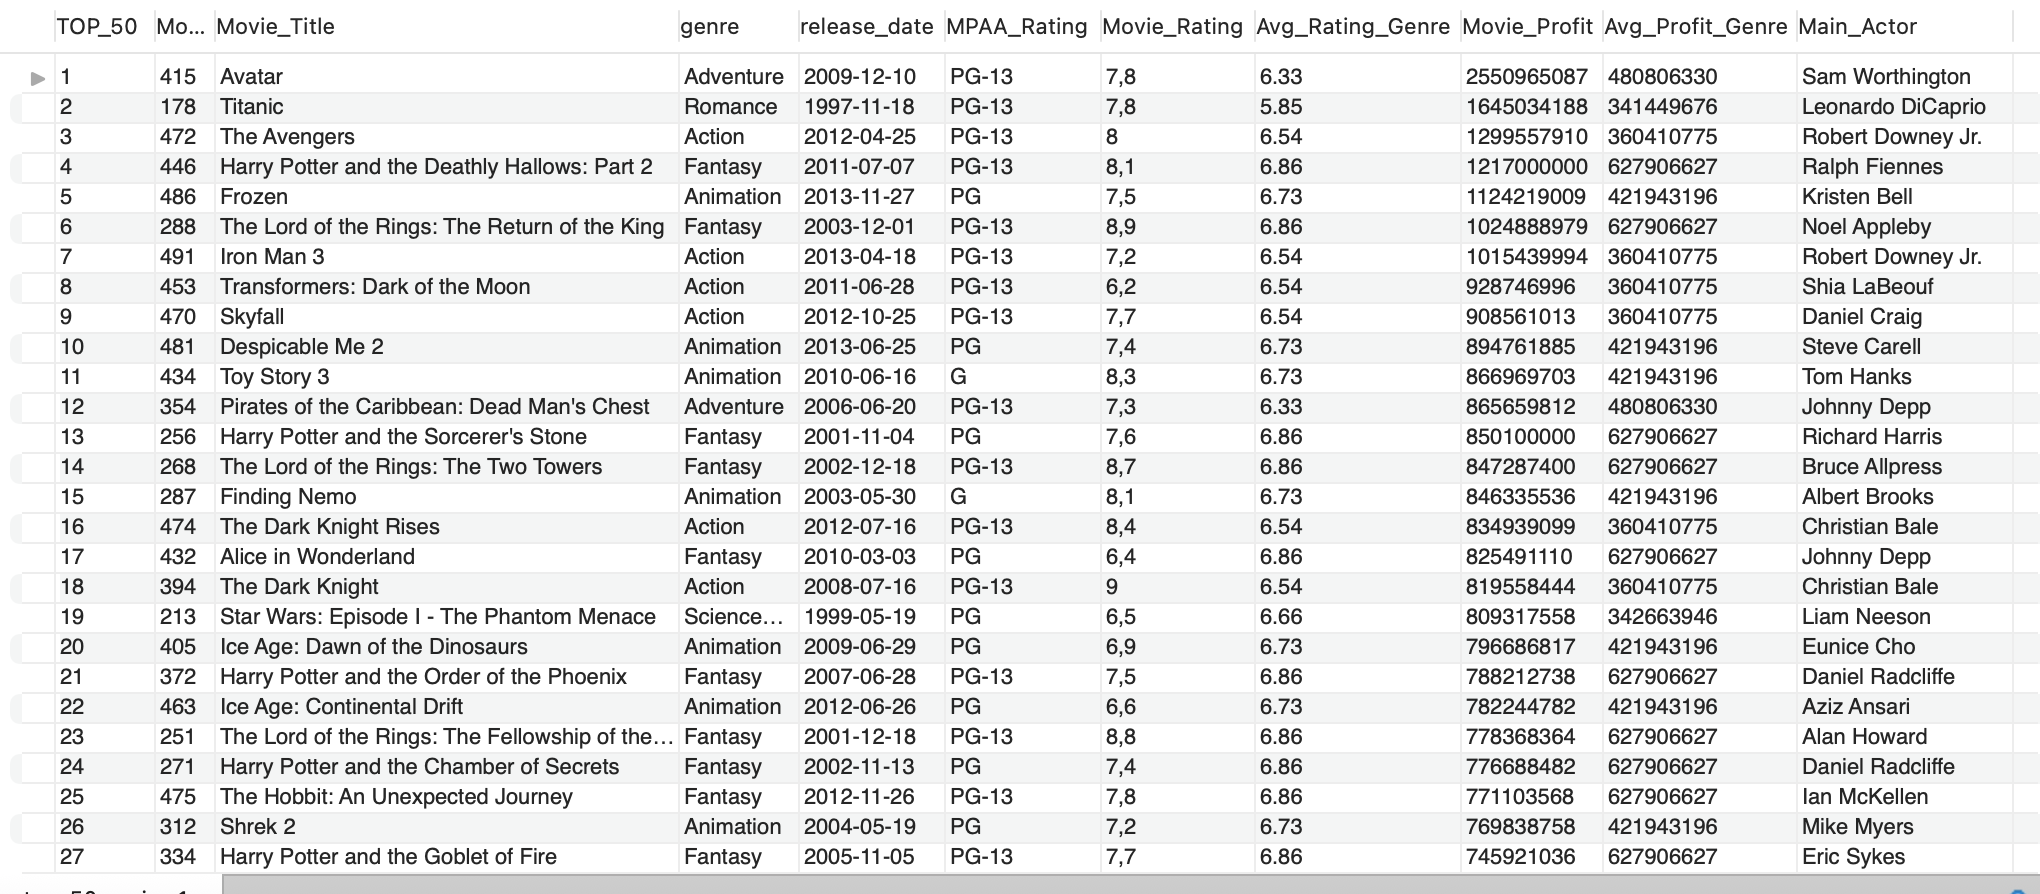 TOP_50 Mo... Movie_Title genre release_date MPAA_Rating Movie_Rating Avg_Rating_Genre Movie_Profit Avg_Profit_Genre Main_Actor
1 415 Avatar Adventure 2009-12-10 PG-13 7,8 6.33 2550965087 480806330 Sam Worthington
2 178 Titanic Romance 1997-11-18 PG-13 7,8 5.85 1645034188 341449676 Leonardo DiCaprio
3 472 The Avengers Action 2012-04-25 PG-13 8 6.54 1299557910 360410775 Robert Downey Jr.
4 446 Harry Potter and the Deathly Hallows: Part 2 Fantasy 2011-07-07 PG-13 8,1 6.86 1217000000 627906627 Ralph Fiennes
5 486 Frozen Animation 2013-11-27 PG 7,5 6.73 1124219009 421943196 Kristen Bell
6 288 The Lord of the Rings: The Return of the King Fantasy 2003-12-01 PG-13 8,9 6.86 1024888979 627906627 Noel Appleby
7 491 Iron Man 3 Action 2013-04-18 PG-13 7,2 6.54 1015439994 360410775 Robert Downey Jr.
8 453 Transformers: Dark of the Moon Action 2011-06-28 PG-13 6,2 6.54 928746996 360410775 Shia LaBeouf
9 470 Skyfall Action 2012-10-25 PG-13 7,7 6.54 908561013 360410775 Daniel Craig
10 481 Despicable Me 2 Animation 2013-06-25 PG 7,4 6.73 894761885 421943196 Steve Carell
11 434 Toy Story 3 Animation 2010-06-16 G 8,3 6.73 866969703 421943196 Tom Hanks
12 354 Pirates of the Caribbean: Dead Man's Chest Adventure 2006-06-20 PG-13 7,3 6.33 865659812 480806330 Johnny Depp
13 256 Harry Potter and the Sorcerer's Stone Fantasy 2001-11-04 PG 7,6 6.86 850100000 627906627 Richard Harris
14 268 The Lord of the Rings: The Two Towers Fantasy 2002-12-18 PG-13 8,7 6.86 847287400 627906627 Bruce Allpress
15 287 Finding Nemo Animation 2003-05-30 G 8,1 6.73 846335536 421943196 Albert Brooks
16 474 The Dark Knight Rises Action 2012-07-16 PG-13 8,4 6.54 834939099 360410775 Christian Bale
17 432 Alice in Wonderland Fantasy 2010-03-03 PG 6,4 6.86 825491110 627906627 Johnny Depp
18 394 The Dark Knight Action 2008-07-16 PG-13 9 6.54 819558444 360410775 Christian Bale
19 213 Star Wars: Episode I - The Phantom Menace Science... 1999-05-19 PG 6,5 6.66 809317558 342663946 Liam Neeson
20 405 Ice Age: Dawn of the Dinosaurs Animation 2009-06-29 PG 6,9 6.73 796686817 421943196 Eunice Cho
21 372 Harry Potter and the Order of the Phoenix Fantasy 2007-06-28 PG-13 7,5 6.86 788212738 627906627 Daniel Radcliffe
22 463 Ice Age: Continental Drift Animation 2012-06-26 PG 6,6 6.73 782244782 421943196 Aziz Ansari
23 251 The Lord of the Rings: The Fellowship of the... Fantasy 2001-12-18 PG-13 8,8 6.86 778368364 627906627 Alan Howard
24 271 Harry Potter and the Chamber of Secrets Fantasy 2002-11-13 PG 7,4 6.86 776688482 627906627 Daniel Radcliffe
25 475 The Hobbit: An Unexpected Journey Fantasy 2012-11-26 PG-13 7,8 6.86 771103568 627906627 Ian McKellen
26 312 Shrek 2 Animation 2004-05-19 PG 7,2 6.73 769838758 421943196 Mike Myers
27 334 Harry Potter and the Goblet of Fire Fantasy 2005-11-05 PG-13 7,7 6.86 745921036 627906627 Eric Sykes